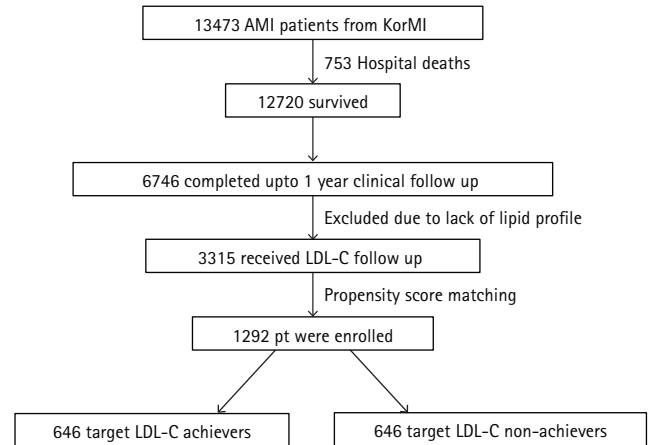 13473 AMI patients from KorMI
753 Hospital deaths
12720 survived
6746 completed upto 1 year clinical follow up
Excluded due to lack of lipid profile
3315 received LDL-C follow up
Propensity score matching
1292 pt were enrolled
646 target LDL-C achievers
646 target LDL-C non-achievers